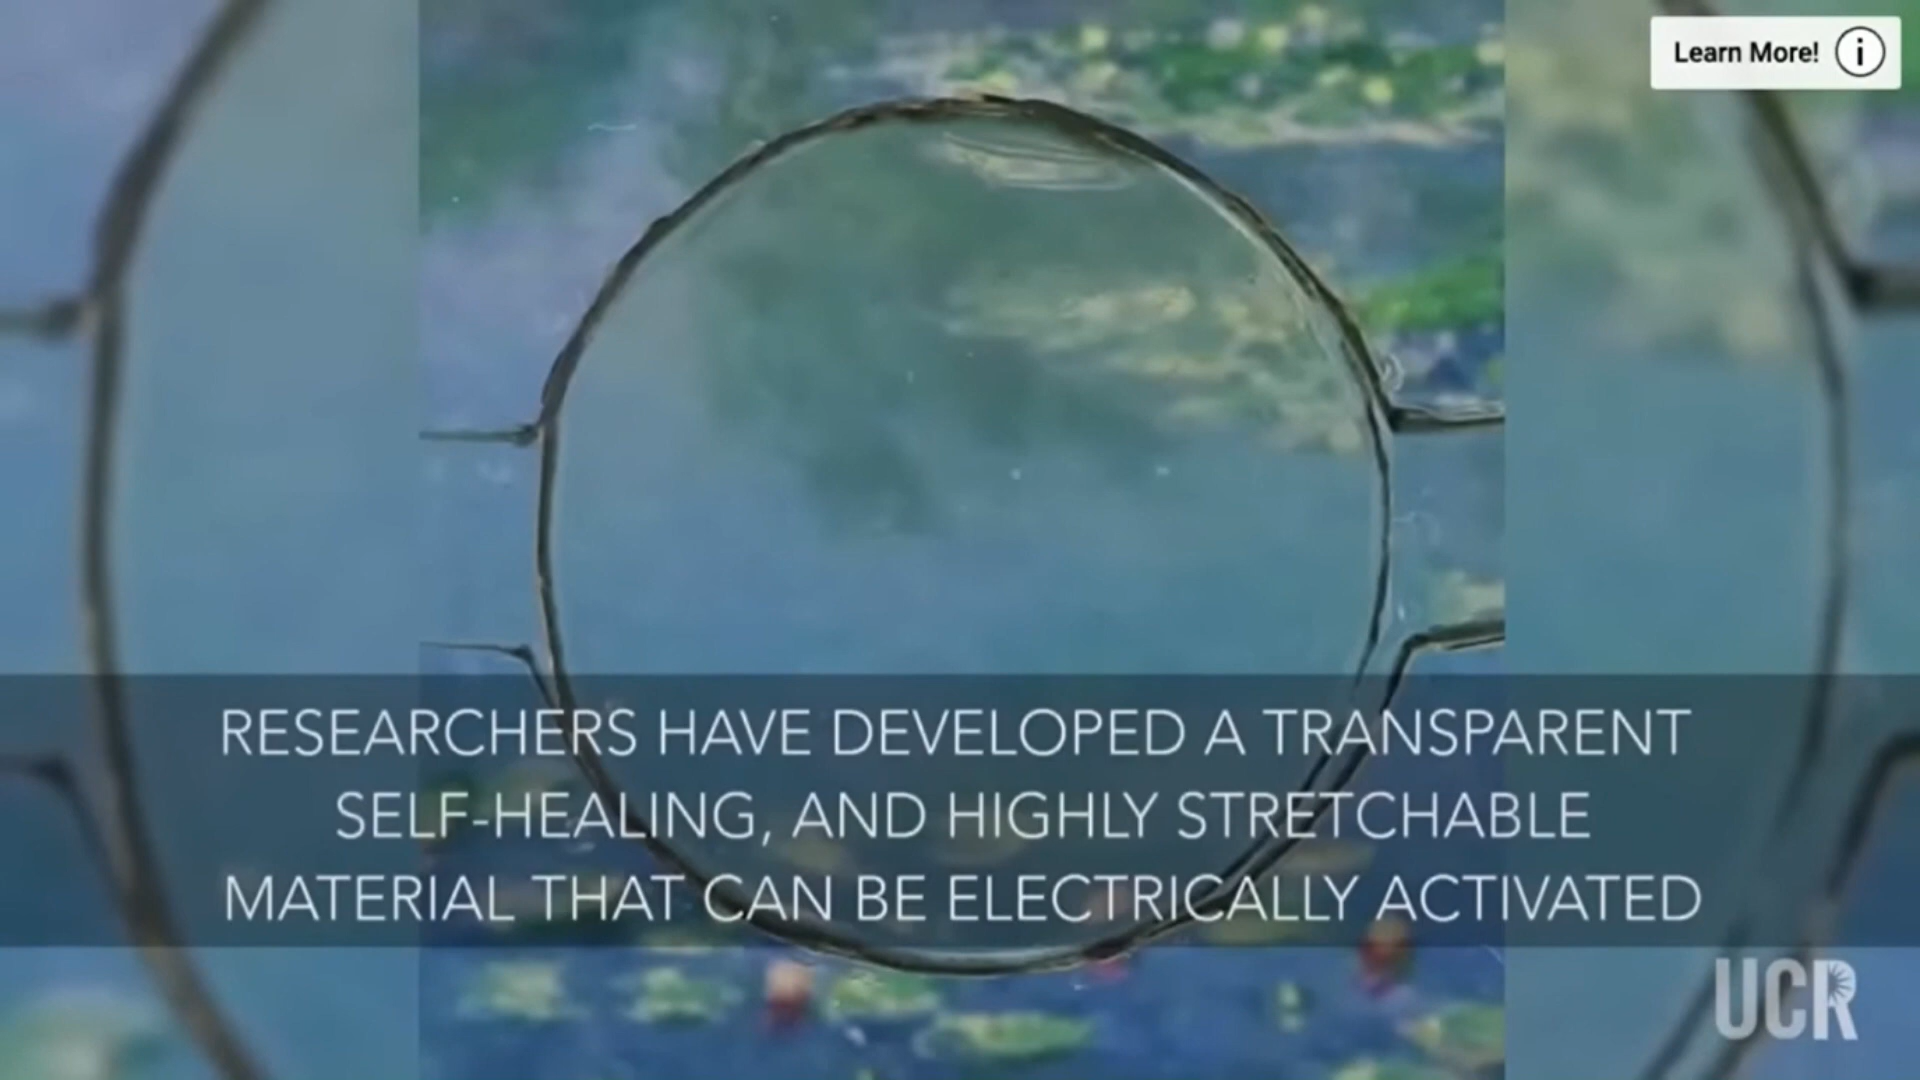 Learn More! i
RESEARCHERS HAVE DEVELOPED A TRANSPARENT
SELF-HEALING, AND HIGHLY STRETCHABLE
MATERIAL THAT CAN BE ELECTRICALLY ACTIVATED
UCR